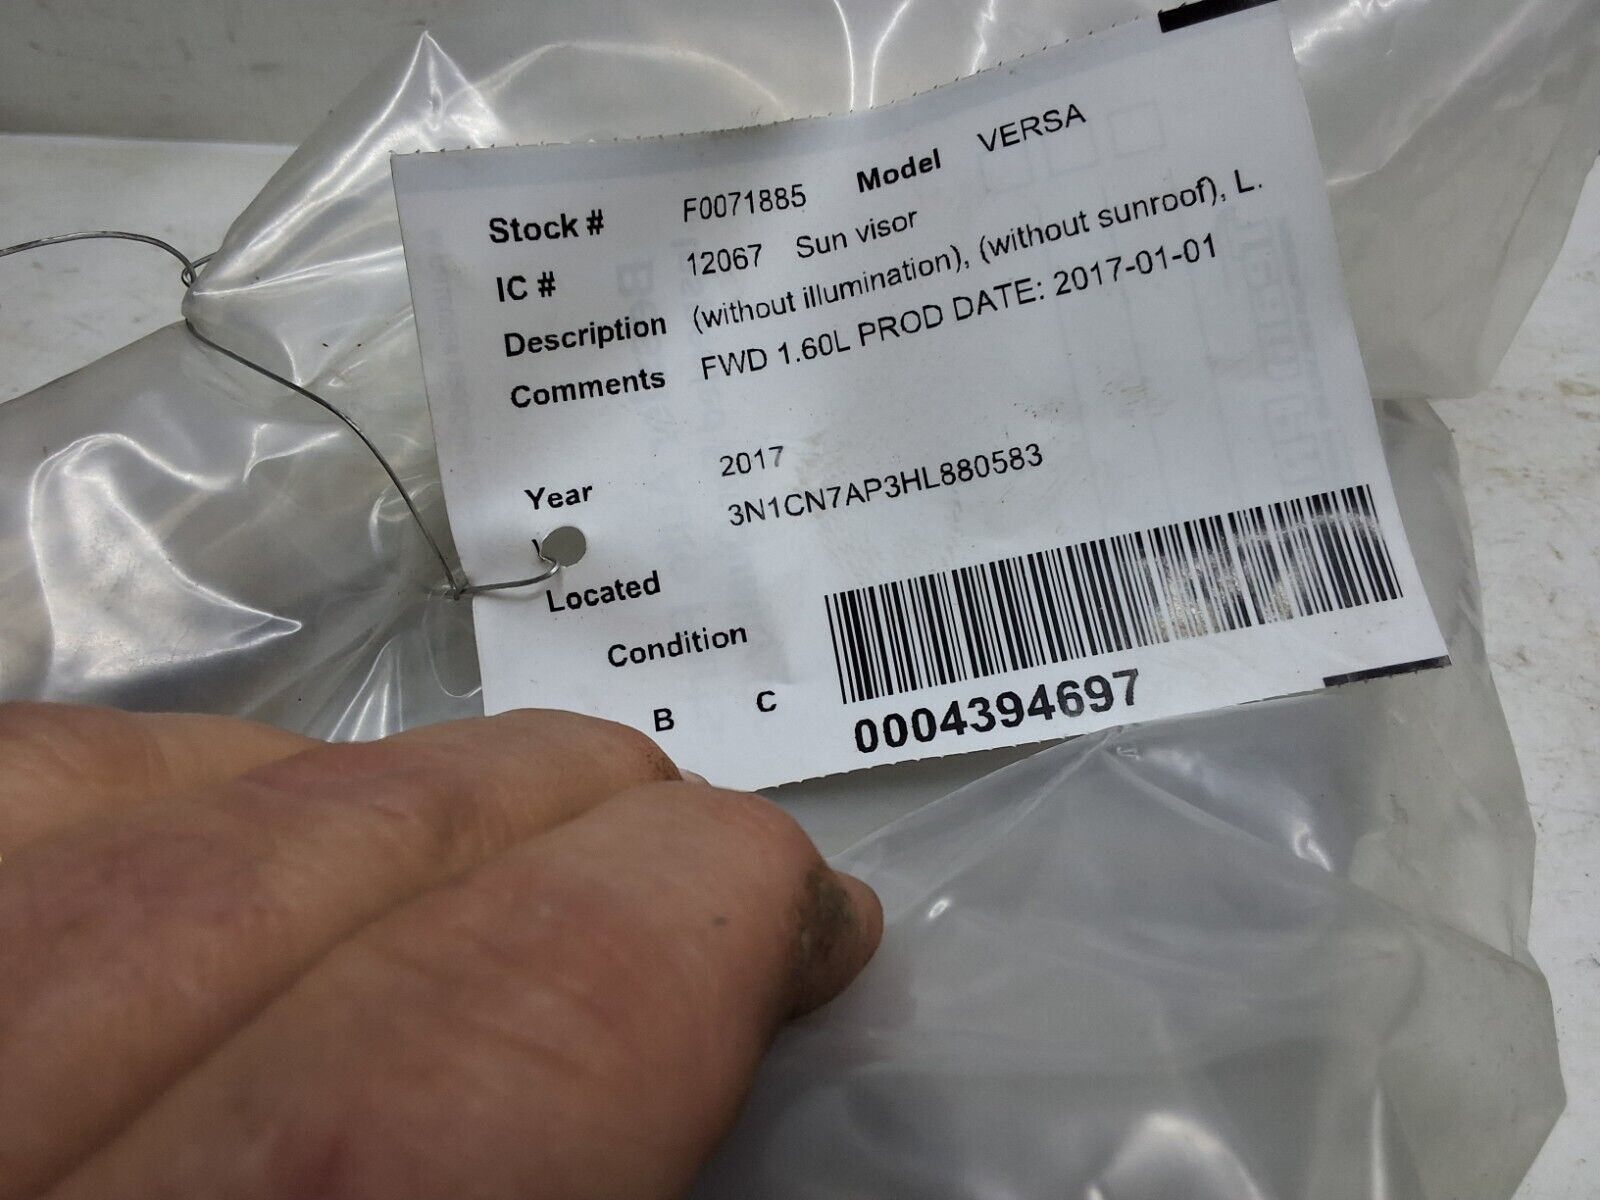 Stock # F0071885 Model VERSA
IC # 12067 Sun visor
Description (without illumination), (without sunroof), L.
Comments FWD 1.60L PROD DATE: 2017-01-01
Year 2017
3N1CN7AP3HL880583
Located
Condition
B C
0004394697